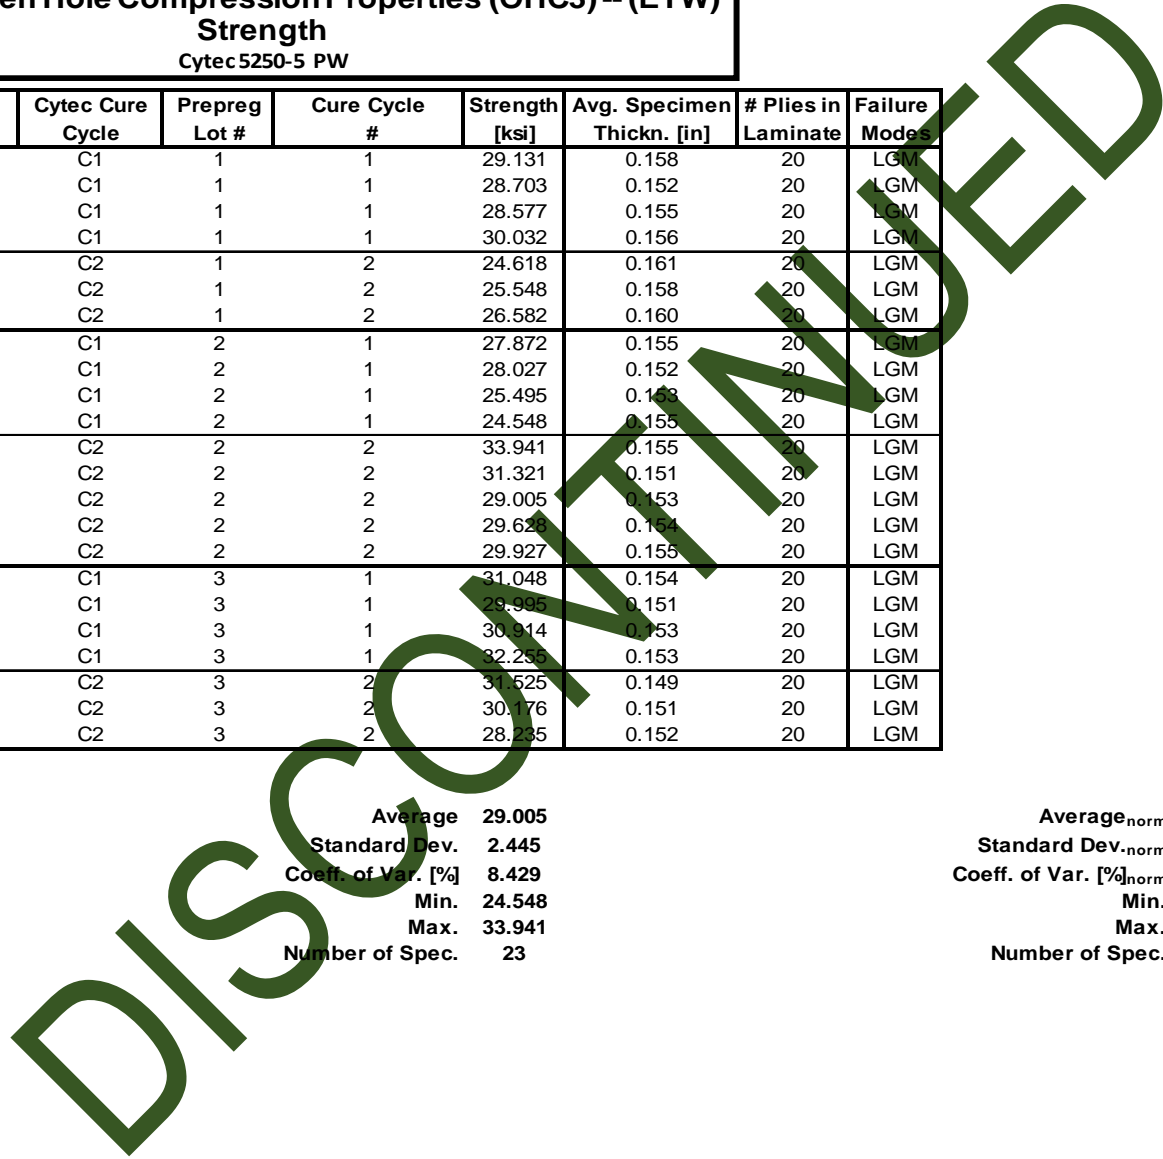 Hole Compression Properties (OHC3) -- (ETW)
Strength
Cytec 5250-5 PW
Cytec Cure Prepreg Cure Cycle Strength Avg. Specimen # Plies in Failure
Cycle Lot # # [ksi] Thickn. [in] Laminate Modes
C1 1 1 29.131 0.158 20 LGM
C1 1 1 28.703 0.152 20 LGM
C1 1 1 28.577 0.155 20 LGM
C1 1 1 30.032 0.156 20 LGM
C2 1 2 24.618 0.161 20 LGM
C2 1 2 25.548 0.158 20 LGM
C2 1 2 26.582 0.160 20 LGM
C1 2 1 27.872 0.155 20 LGM
C1 2 1 28.027 0.152 20 LGM
C1 2 1 25.495 0.153 20 LGM
C1 2 1 24.548 0.155 20 LGM
C2 2 2 33.941 0.155 20 LGM
C2 2 2 31.321 0.151 20 LGM
C2 2 2 29.005 0.153 20 LGM
C2 2 2 29.628 0.154 20 LGM
C2 2 2 29.927 0.155 20 LGM
C1 3 1 31.048 0.154 20 LGM
C1 3 1 29.995 0.151 20 LGM
C1 3 1 30.914 0.153 20 LGM
C1 3 1 32.255 0.153 20 LGM
C2 3 2 31.525 0.149 20 LGM
C2 3 2 30.176 0.151 20 LGM
C2 3 2 28.235 0.152 20 LGM
Average 29.005 Average norm
Standard Dev. 2.445 Standard Dev. norm
Coeff. of Var. [%] 8.429 Coeff. of Var. [%] norm
Min. 24.548 Min.
Max. 33.941 Max.
Number of Spec. 23 Number of Spec.
DISCONTINUED